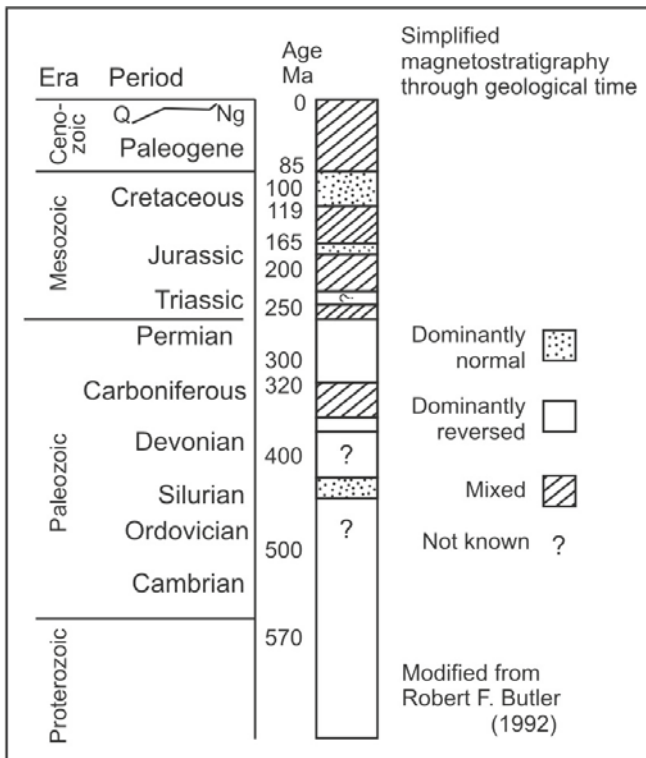 Simplified
magnetostratigraphy
through geological time
Age
Ma
Era Period
0
Ceno-
zoic
Q Ng
Paleogene
85
Mesozoic
Cretaceous
100
119
165
Jurassic
200
Triassic
?
250
Paleozoic
Permian
300
320
Carboniferous
Devonian
400
?
Silurian
Ordovician
?
500
Cambrian
Proterozoic
570
Dominantly
normal
Dominantly
reversed
Mixed
Not known ?
Modified from
Robert F. Butler
(1992)